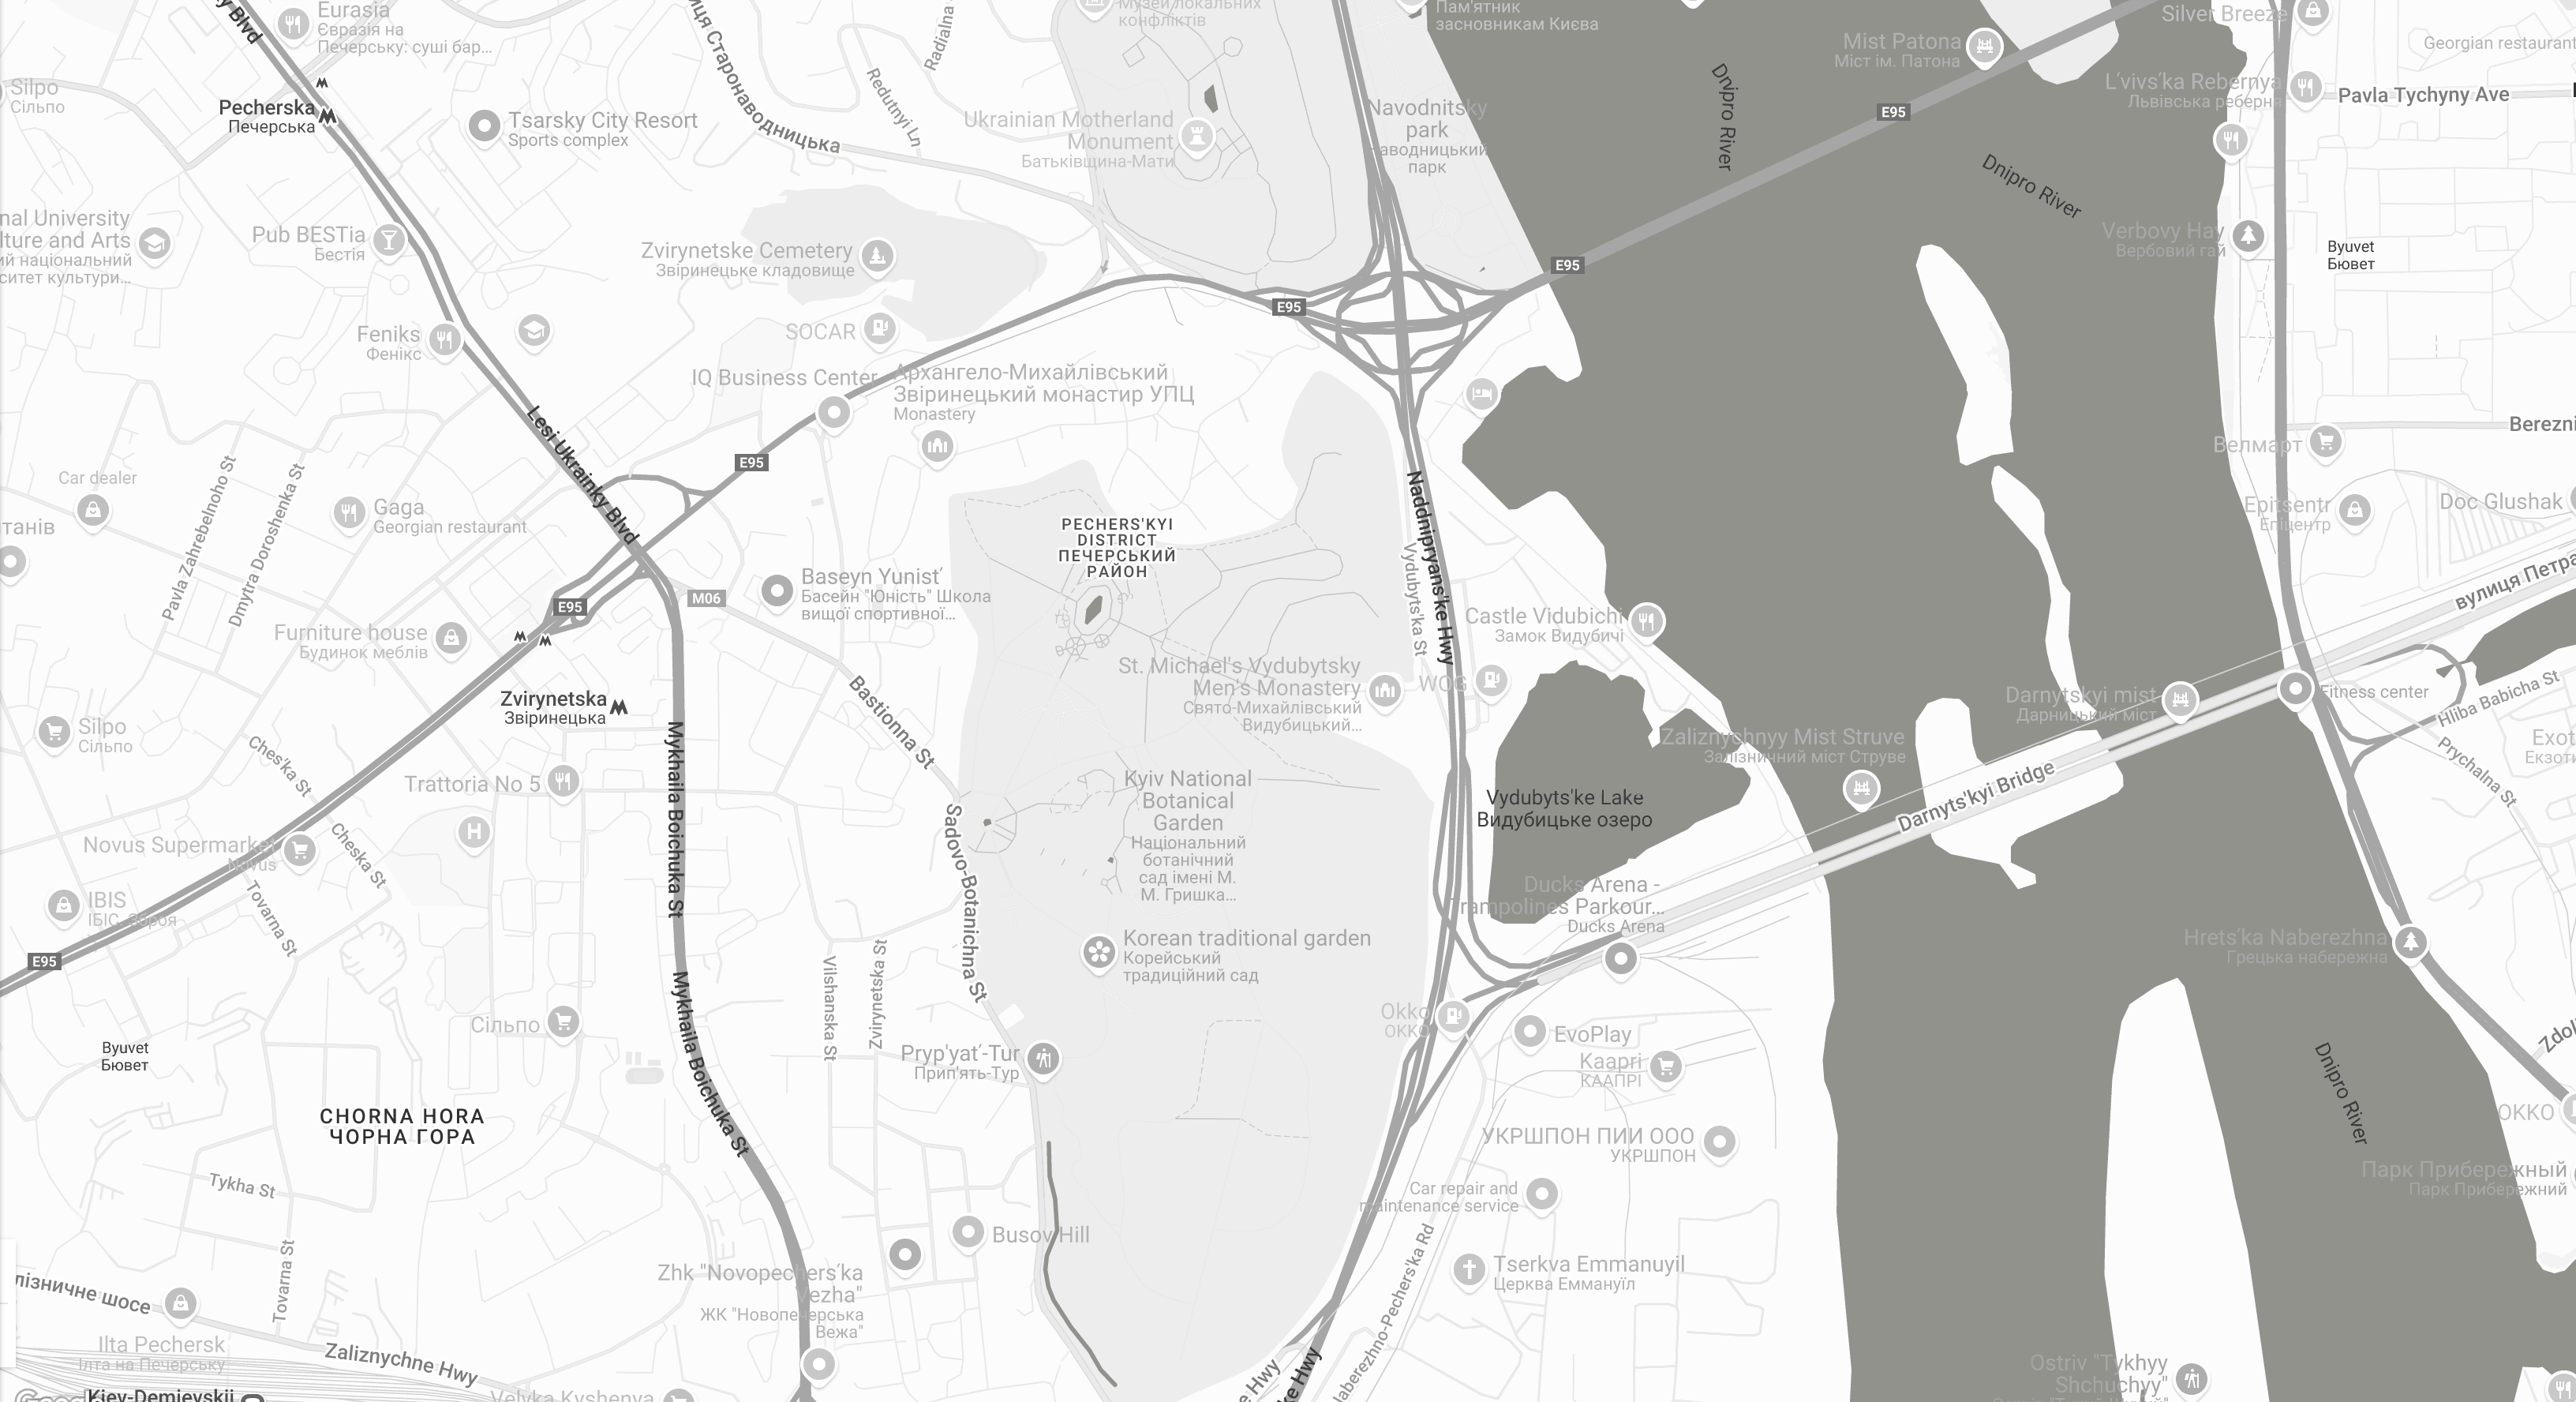 Eurasia
Євразія на
Печерську: суші бар...
Музей локальних
конфліктів
Пам'ятник
засновникам Києва
Silver Breeze
Mist Patona
Міст ім. Патона
Georgian restaurant
y Blvd
Radialna
Silpo
Сільпо
Pecherska
Печерська
Tsarsky City Resort
Sports complex
иця Старонаводницька
Redutnyi Ln
Ukrainian Motherland
Monument
Батьківщина-Мати
Navodnitsky
park
аводницький
парк
Dnipro River
E95
L'vivs'ka Rebernya
Львівська реберня
Pavla Tychyny Ave
Dnipro River
nal University
lture and Arts
ий національний
ситет культури...
Pub BESTia
Бестія
Zvirynetske Cemetery
Звіринецьке кладовище
E95
Verbovy Hay
Вербовий гай
Byuvet
Бювет
E95
Feniks
Фенікс
SOCAR
IQ Business Center
Архангело-Михайлівський
Звіринецький монастир УПЦ
Monastery
Lesi Ukrainky Blvd
E95
Велмарт
Berezni
Car dealer
Pavla Zahrebelnoho St
Dmytra Doroshenka St
Gaga
Georgian restaurant
танів
PECHERS'KYI
DISTRICT
ПЕЧЕРСЬКИЙ
РАЙОН
Naddnipryans'ke Hwy
Vydubyts'ka St
Epitsentr
Епіцентр
Doc Glushak
вулиця Петра
E95
M06
Baseyn Yunist'
Басейн "Юність" Школа
вищої спортивної...
Castle Vidubichi
Замок Видубичі
Furniture house
Будинок меблів
St. Michael's Vydubytsky
Men's Monastery
Свято-Михайлівський
Видубицький...
WOG
Zvirynetska
Звіринецька
Bastionna St
Darnytskyi mist
Дарницький міст
Fitness center
Hliba Babicha St
Silpo
Сільпо
Ches'ka St
Mykhaila Boichuka St
Zaliznychnyy Mist Struve
Залізничний міст Струве
Exot
Екзоти
Prychalna St
Trattoria No 5
Kyiv National
Botanical
Garden
Національний
ботанічний
сад імені М.
М. Гришка...
Vydubyts'ke Lake
Видубицьке озеро
Darnyts'kyi Bridge
Novus Supermarket
Novus
Cheska St
Sadovo-Botanichna St
IBIS
ІБІС, Зброя
Tovarna St
Ducks Arena -
Trampolines Parkour...
Ducks Arena
E95
Korean traditional garden
Корейський
традиційний сад
Hrets'ka Naberezhna
Грецька набережна
Vilshanska St
Zvirynetska St
Mykhaila Boichuka St
Сільпо
Okko
ОККО
EvoPlay
Byuvet
Бювет
Pryp'yat'-Tur
Прип'ять-Тур
Kaapri
КААПРІ
Dnipro River
Zdol
CHORNA HORA
ЧОРНА ГОРА
УКРШПОН ПИИ ООО
УКРШПОН
ОККО
Парк Прибережный
Парк Прибережний
Tykha St
Car repair and
maintenance service
Busov Hill
Tovarna St
Zhk "Novopechers'ka
Vezha"
ЖК "Новопечерська
Вежа"
Tserkva Emmanuyil
Церква Еммануїл
лізничне шосе
Naberezhno-Pechers'ka Rd
Ilta Pechersk
Ілта на Печерську
Zaliznychne Hwy
e Hwy
ke Hwy
Ostriv "Tykhyy
Shchuchyy"
Kiev-Demievskij
Velyka Kyshenya